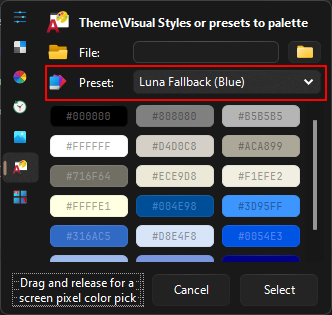 Theme\Visual Styles or presets to palette
File:
Preset: Luna Fallback (Blue)
#000000 #808080 #B5B5B5
#FFFFFF #D4D0C8 #ACA899
#716F64 #ECE9D8 #F1EFE2
#FFFFE1 #004E98 #3D95FF
#316AC5 #D8E4F8 #0054E3
Drag and release for a
screen pixel color pick
Cancel
Select